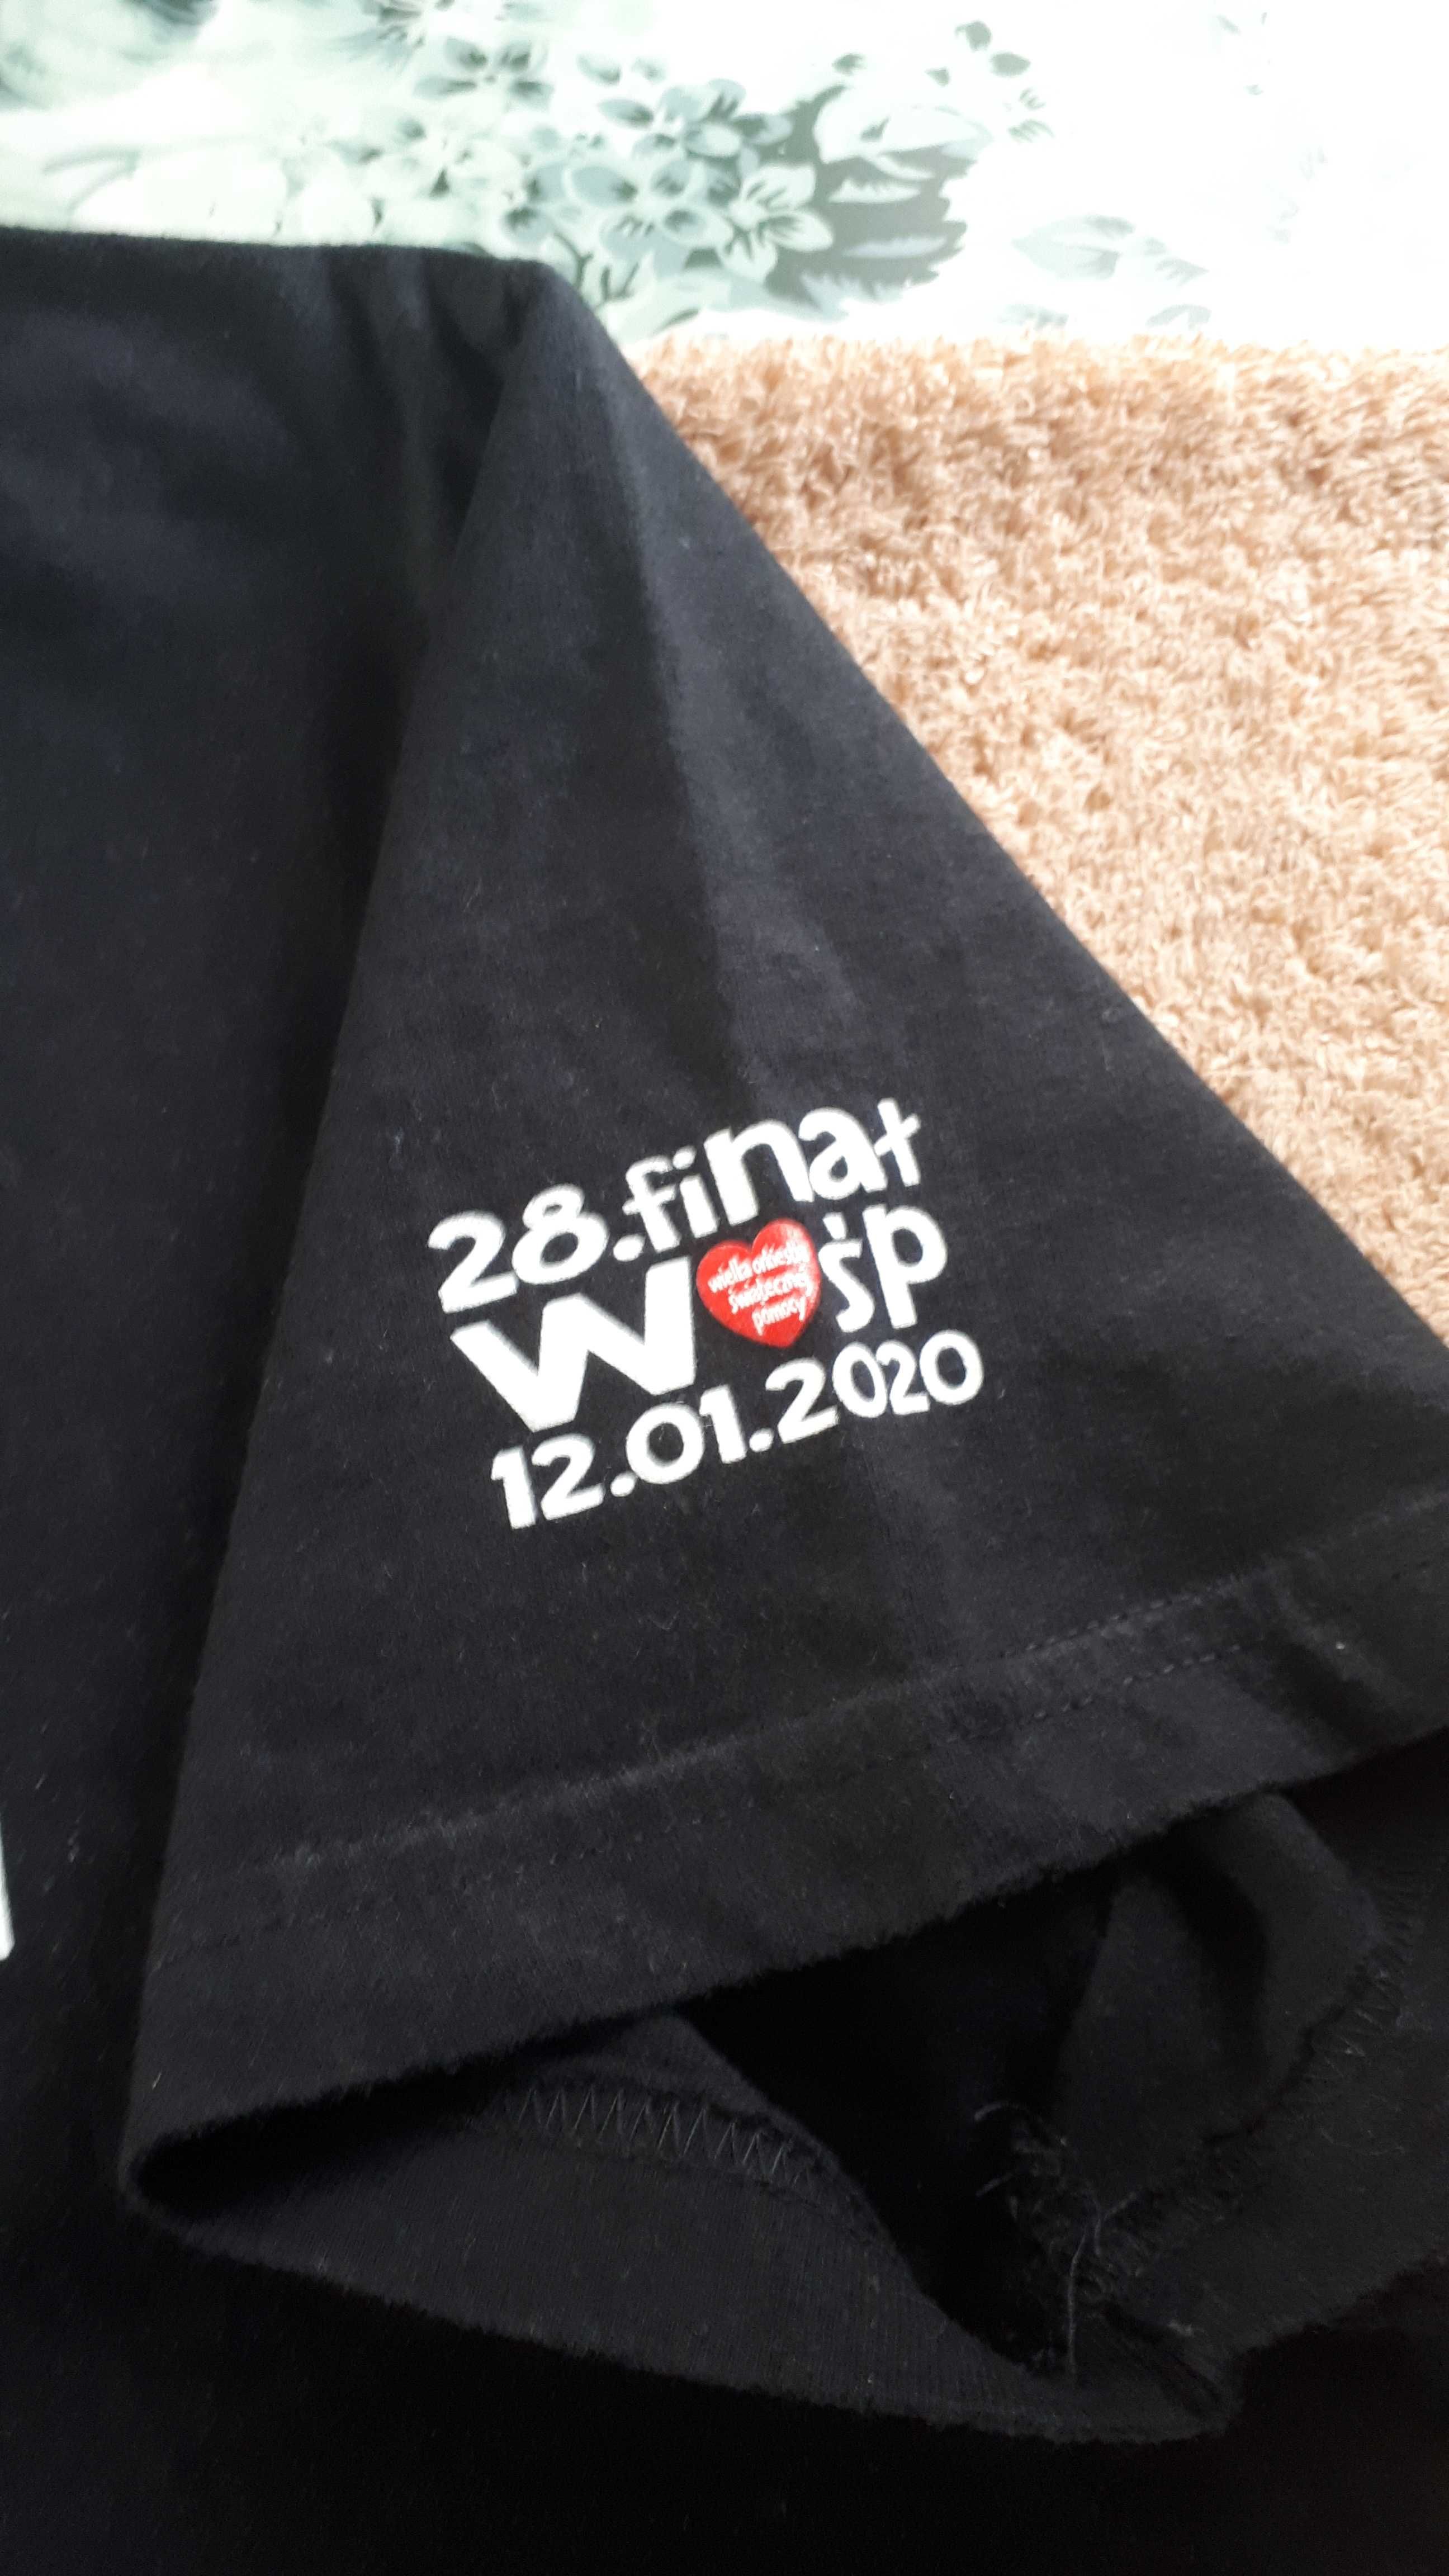 28.finał
w śp
wielka orkiestra
świątecznej
pomocy
12.01.2020